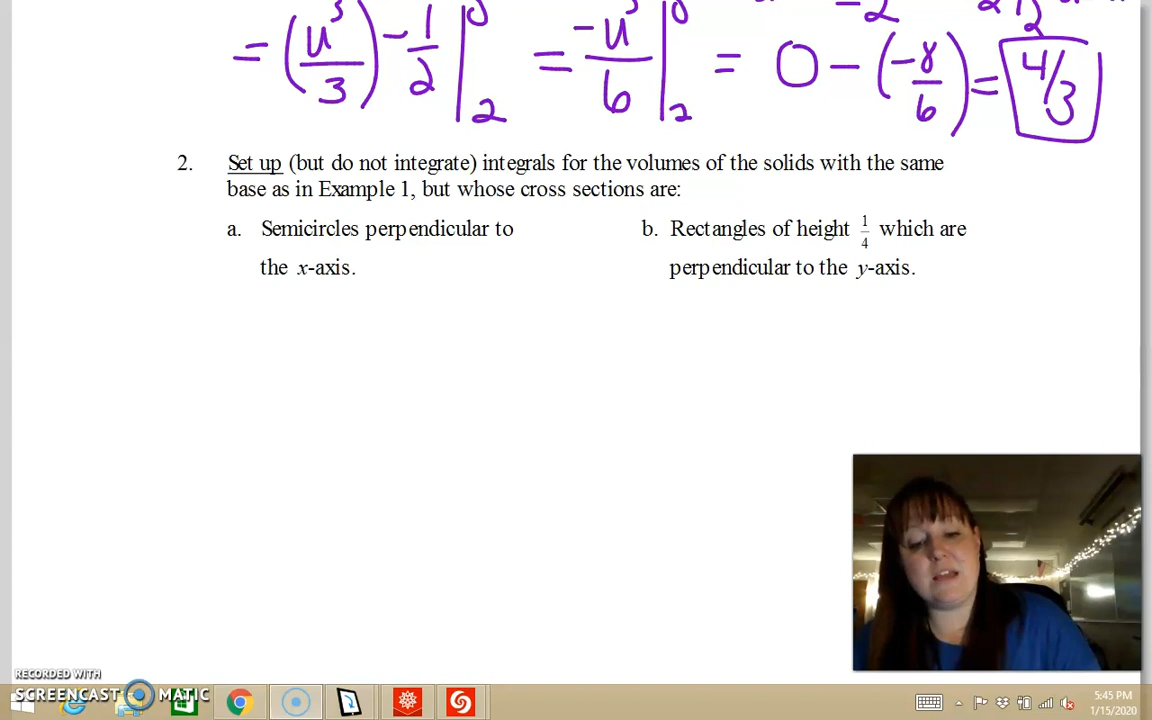 = (u³/3) - 1/2 |⁰₂ = -u³/6 |⁰₂ = 0 - (-8/6) = 4/3
2. Set up (but do not integrate) integrals for the volumes of the solids with the same
base as in Example 1, but whose cross sections are:
a. Semicircles perpendicular to
the x-axis.
b. Rectangles of height 1/4 which are
perpendicular to the y-axis.
RECORDED WITH
SCREENCAST MATIC
5:45 PM
1/15/2020